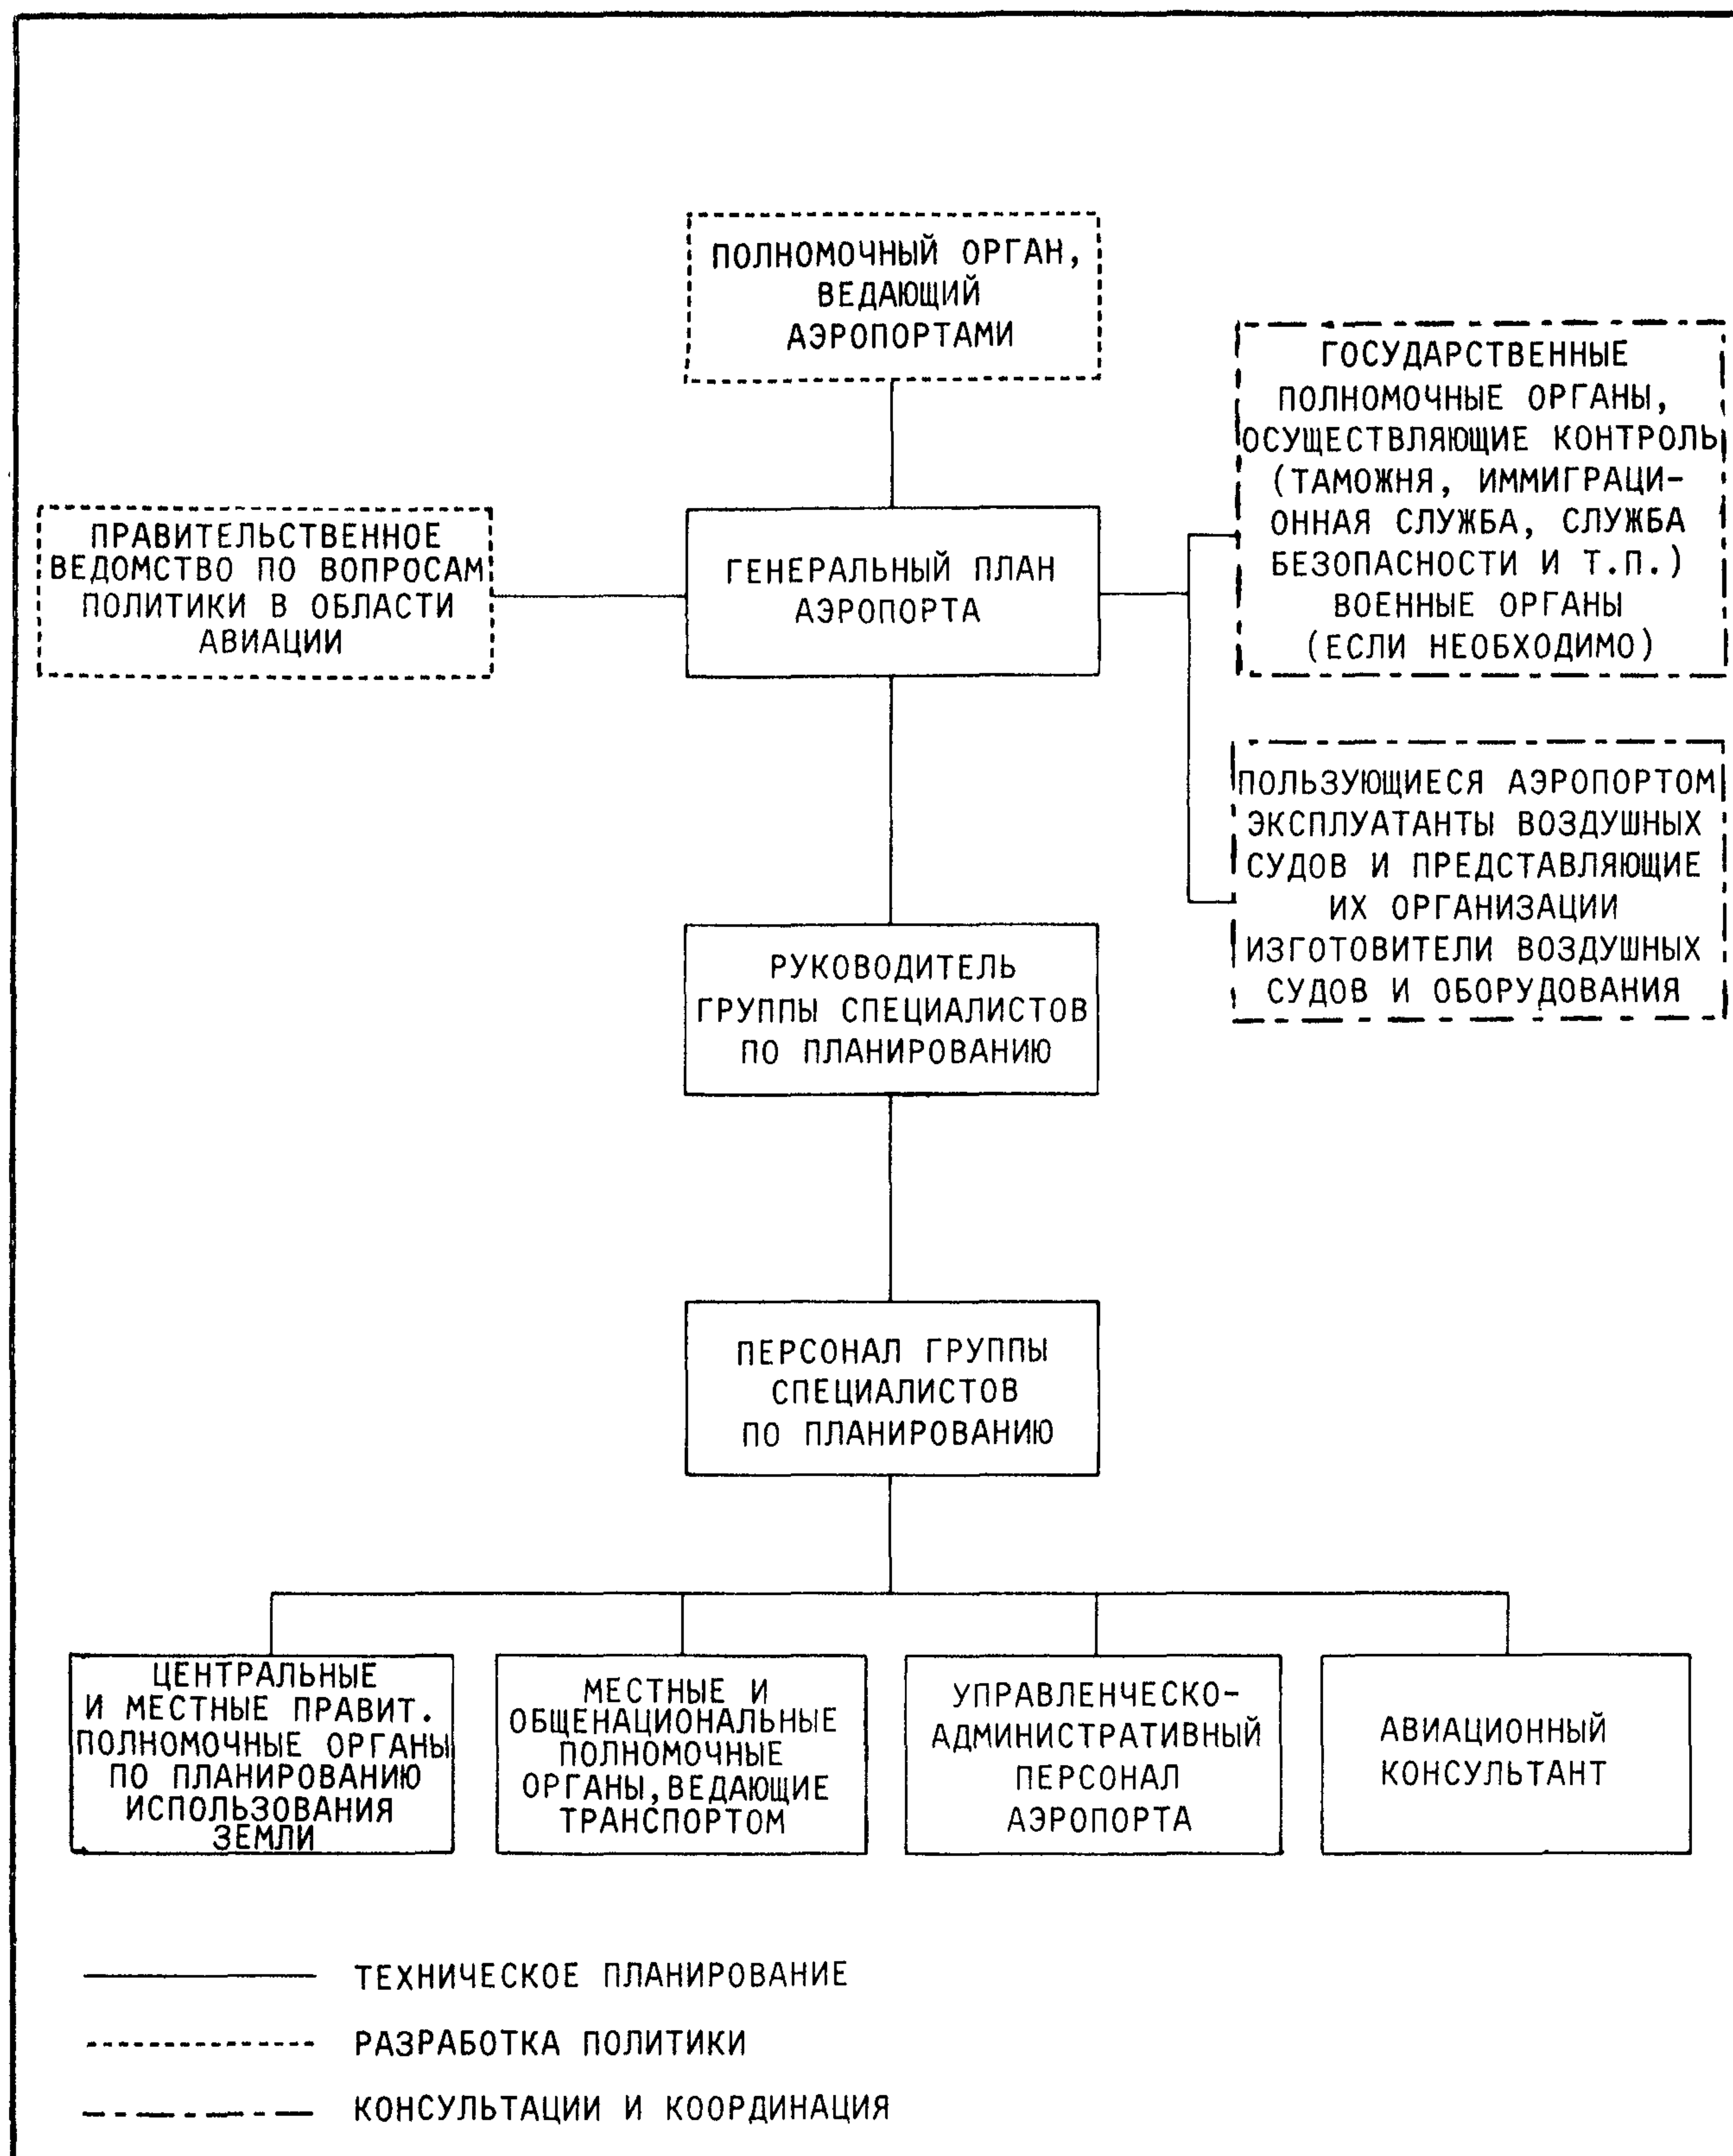 ПОЛНОМОЧНЫЙ ОРГАН,
ВЕДАЮЩИЙ
АЭРОПОРТАМИ
ГОСУДАРСТВЕННЫЕ
ПОЛНОМОЧНЫЕ ОРГАНЫ,
ОСУЩЕСТВЛЯЮЩИЕ КОНТРОЛЬ
(ТАМОЖНЯ, ИММИГРАЦИ-
ОННАЯ СЛУЖБА, СЛУЖБА
БЕЗОПАСНОСТИ И Т.П.)
ВОЕННЫЕ ОРГАНЫ
(ЕСЛИ НЕОБХОДИМО)
ПРАВИТЕЛЬСТВЕННОЕ
ВЕДОМСТВО ПО ВОПРОСАМ
ПОЛИТИКИ В ОБЛАСТИ
АВИАЦИИ
ГЕНЕРАЛЬНЫЙ ПЛАН
АЭРОПОРТА
ПОЛЬЗУЮЩИЕСЯ АЭРОПОРТОМ
ЭКСПЛУАТАНТЫ ВОЗДУШНЫХ
СУДОВ И ПРЕДСТАВЛЯЮЩИЕ
ИХ ОРГАНИЗАЦИИ
ИЗГОТОВИТЕЛИ ВОЗДУШНЫХ
СУДОВ И ОБОРУДОВАНИЯ
РУКОВОДИТЕЛЬ
ГРУППЫ СПЕЦИАЛИСТОВ
ПО ПЛАНИРОВАНИЮ
ПЕРСОНАЛ ГРУППЫ
СПЕЦИАЛИСТОВ
ПО ПЛАНИРОВАНИЮ
ЦЕНТРАЛЬНЫЕ
И МЕСТНЫЕ ПРАВИТ.
ПОЛНОМОЧНЫЕ ОРГАНЫ
ПО ПЛАНИРОВАНИЮ
ИСПОЛЬЗОВАНИЯ
ЗЕМЛИ
МЕСТНЫЕ И
ОБЩЕНАЦИОНАЛЬНЫЕ
ПОЛНОМОЧНЫЕ
ОРГАНЫ, ВЕДАЮЩИЕ
ТРАНСПОРТОМ
УПРАВЛЕНЧЕСКО-
АДМИНИСТРАТИВНЫЙ
ПЕРСОНАЛ
АЭРОПОРТА
АВИАЦИОННЫЙ
КОНСУЛЬТАНТ
ТЕХНИЧЕСКОЕ ПЛАНИРОВАНИЕ
РАЗРАБОТКА ПОЛИТИКИ
КОНСУЛЬТАЦИИ И КООРДИНАЦИЯ